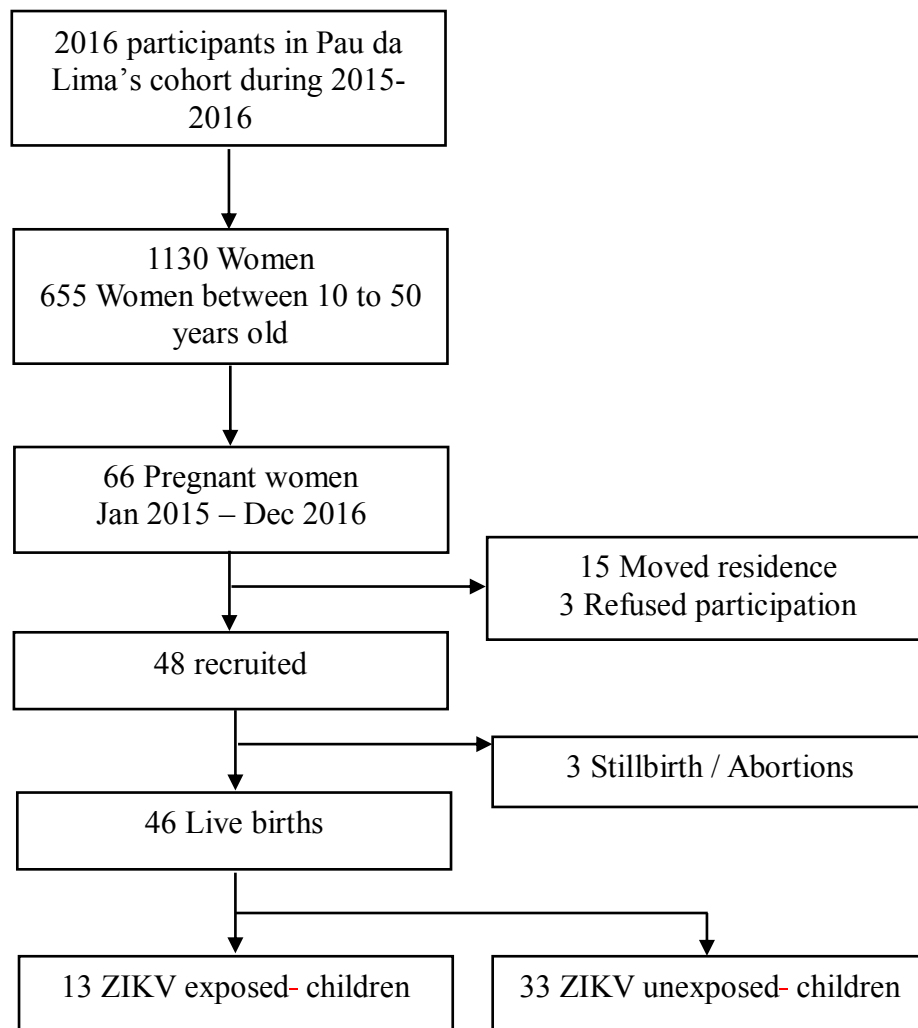 2016 participants in Pau da
Lima’s cohort during 2015-
2016
1130 Women
655 Women between 10 to 50
years old
66 Pregnant women
Jan 2015 – Dec 2016
15 Moved residence
3 Refused participation
48 recruited
3 Stillbirth / Abortions
46 Live births
13 ZIKV exposed- children
33 ZIKV unexposed- children